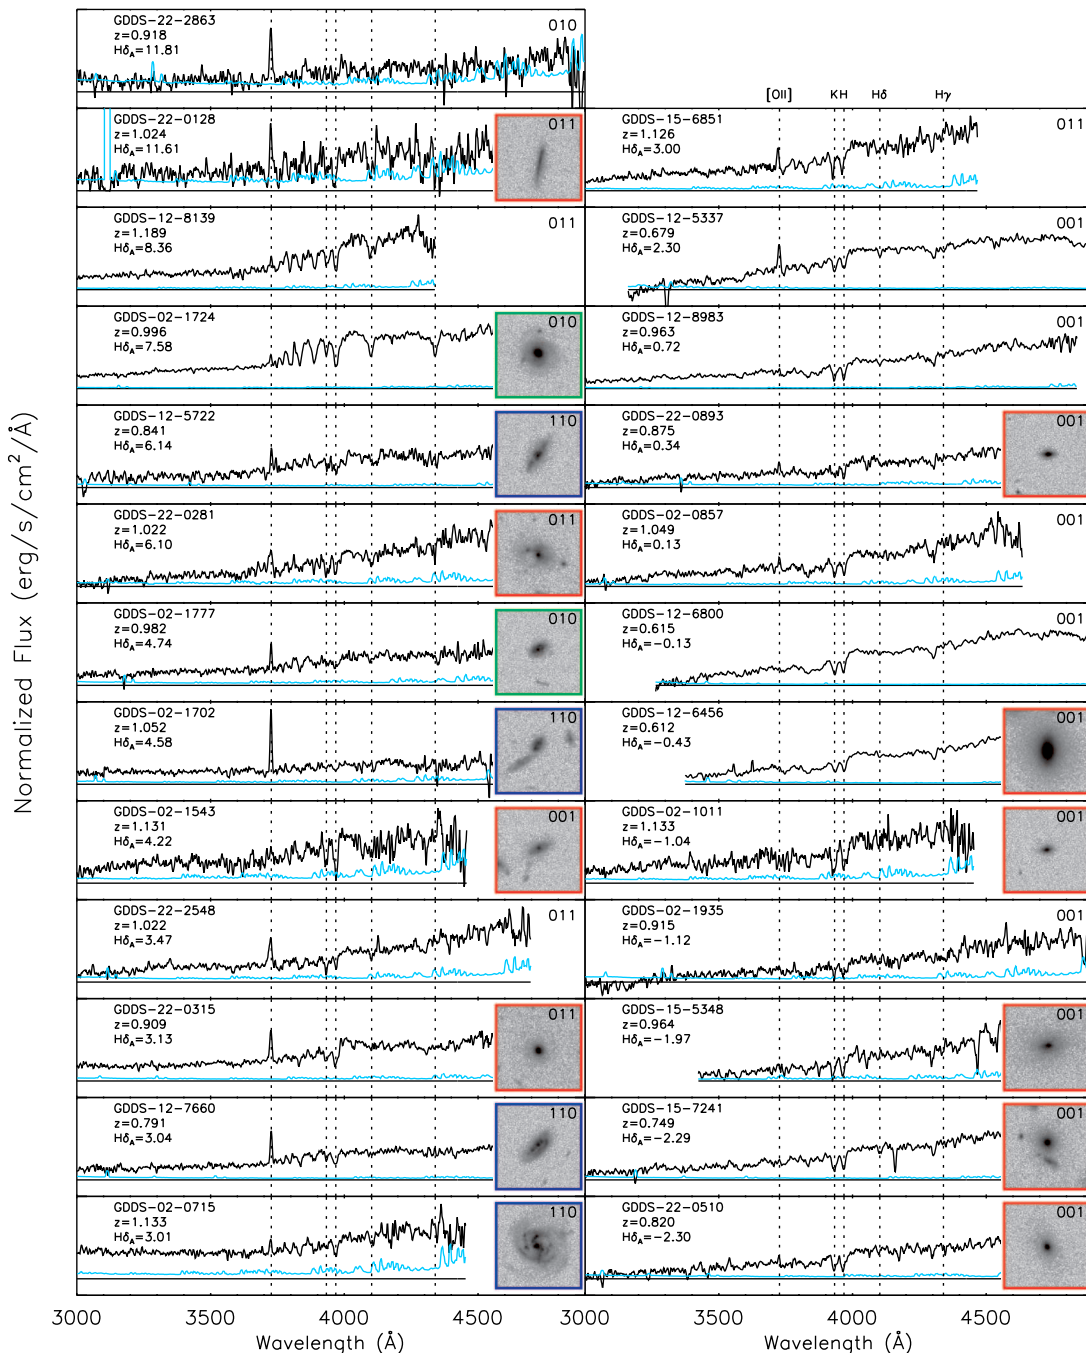 Normalized Flux (erg/s/cm²/Å)
GDDS-22-2863
z=0.918
Hδ_A=11.81
010
GDDS-22-0128
z=1.024
Hδ_A=11.61
011
GDDS-12-8139
z=1.189
Hδ_A=8.36
011
GDDS-02-1724
z=0.996
Hδ_A=7.58
010
GDDS-12-5722
z=0.841
Hδ_A=6.14
110
GDDS-22-0281
z=1.022
Hδ_A=6.10
011
GDDS-02-1777
z=0.982
Hδ_A=4.74
010
GDDS-02-1702
z=1.052
Hδ_A=4.58
110
GDDS-02-1543
z=1.131
Hδ_A=4.22
001
GDDS-22-2548
z=1.022
Hδ_A=3.47
011
GDDS-22-0315
z=0.909
Hδ_A=3.13
011
GDDS-12-7660
z=0.791
Hδ_A=3.04
110
GDDS-02-0715
z=1.133
Hδ_A=3.01
110
3000 3500 4000 4500
Wavelength (Å)
[OII] K H Hδ Hγ
GDDS-15-6851
z=1.126
Hδ_A=3.00
011
GDDS-12-5337
z=0.679
Hδ_A=2.30
001
GDDS-12-8983
z=0.963
Hδ_A=0.72
001
GDDS-22-0893
z=0.875
Hδ_A=0.34
001
GDDS-02-0857
z=1.049
Hδ_A=0.13
001
GDDS-12-6800
z=0.615
Hδ_A=-0.13
001
GDDS-12-6456
z=0.612
Hδ_A=-0.43
001
GDDS-02-1011
z=1.133
Hδ_A=-1.04
001
GDDS-02-1935
z=0.915
Hδ_A=-1.12
001
GDDS-15-5348
z=0.964
Hδ_A=-1.97
001
GDDS-15-7241
z=0.749
Hδ_A=-2.29
001
GDDS-22-0510
z=0.820
Hδ_A=-2.30
001
3000 3500 4000 4500
Wavelength (Å)